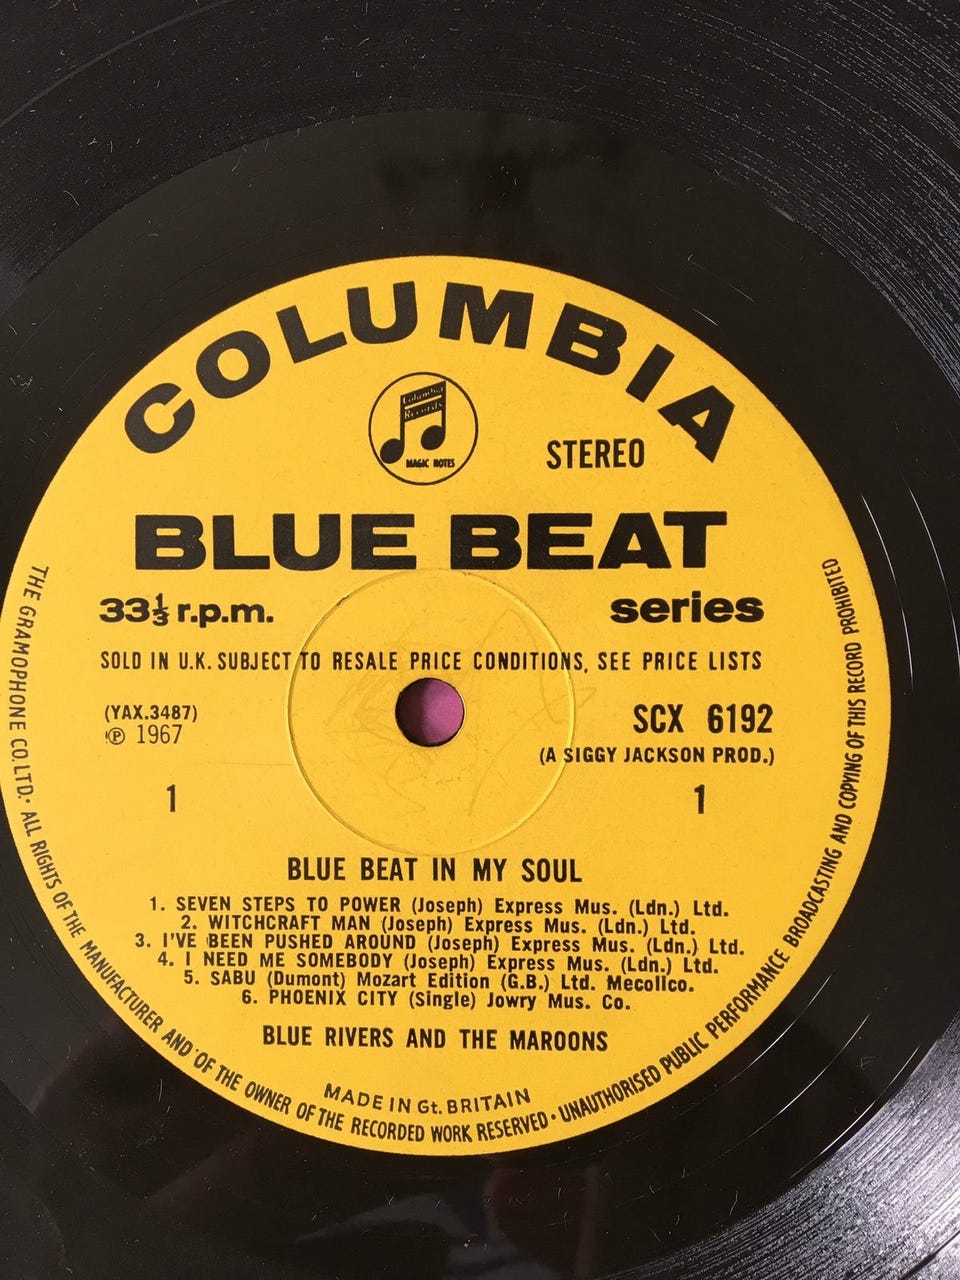 COLUMBIA
Columbia
Records
MAGIC NOTES
STEREO
BLUE BEAT
33⅓ r.p.m.
series
SOLD IN U.K. SUBJECT TO RESALE PRICE CONDITIONS, SEE PRICE LISTS
(YAX.3487)
℗ 1967
SCX 6192
(A SIGGY JACKSON PROD.)
1
1
BLUE BEAT IN MY SOUL
1. SEVEN STEPS TO POWER (Joseph) Express Mus. (Ldn.) Ltd.
2. WITCHCRAFT MAN (Joseph) Express Mus. (Ldn.) Ltd.
3. I'VE BEEN PUSHED AROUND (Joseph) Express Mus. (Ldn.) Ltd.
4. I NEED ME SOMEBODY (Joseph) Express Mus. (Ldn.) Ltd.
5. SABU (Dumont) Mozart Edition (G.B.) Ltd. Mecolico.
6. PHOENIX CITY (Single) Jowry Mus. Co.
BLUE RIVERS AND THE MAROONS
MADE IN Gt. BRITAIN
THE GRAMOPHONE CO. LTD. · ALL RIGHTS OF THE MANUFACTURER AND OF THE OWNER OF THE RECORDED WORK RESERVED · UNAUTHORISED PUBLIC PERFORMANCE BROADCASTING AND COPYING OF THIS RECORD PROHIBITED